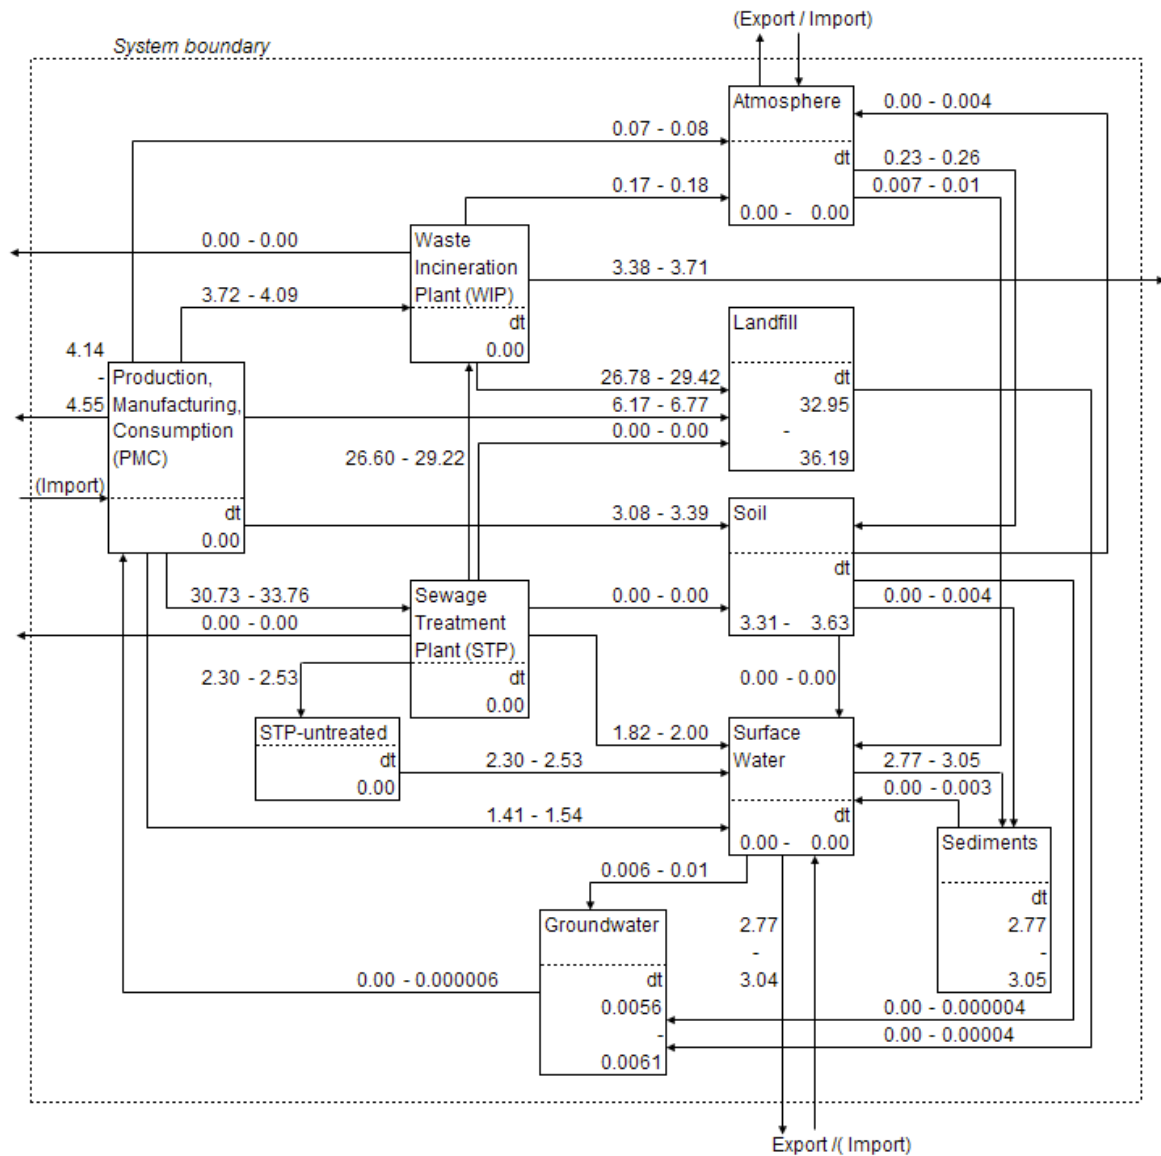 (Export / Import)
System boundary
Atmosphere
0.00 - 0.004
0.07 - 0.08
dt
0.23 - 0.26
0.17 - 0.18
0.007 - 0.01
0.00 - 0.00
0.00 - 0.00
Waste
Incineration
Plant (WIP)
3.38 - 3.71
3.72 - 4.09
dt
0.00
Landfill
4.14
-
4.55
Production,
Manufacturing,
Consumption
(PMC)
26.78 - 29.42
dt
6.17 - 6.77
32.95
0.00 - 0.00
-
26.60 - 29.22
36.19
(Import)
dt
0.00
3.08 - 3.39
Soil
dt
30.73 - 33.76
Sewage
Treatment
Plant (STP)
0.00 - 0.00
0.00 - 0.004
0.00 - 0.00
3.31 - 3.63
dt
0.00
2.30 - 2.53
0.00 - 0.00
STP-untreated
dt
0.00
1.82 - 2.00
Surface
Water
2.30 - 2.53
2.77 - 3.05
0.00 - 0.003
1.41 - 1.54
dt
0.00 - 0.00
Sediments
dt
2.77
-
3.05
0.006 - 0.01
Groundwater
2.77
-
3.04
0.00 - 0.000006
dt
0.0056
-
0.0061
0.00 - 0.000004
0.00 - 0.00004
Export /( Import)